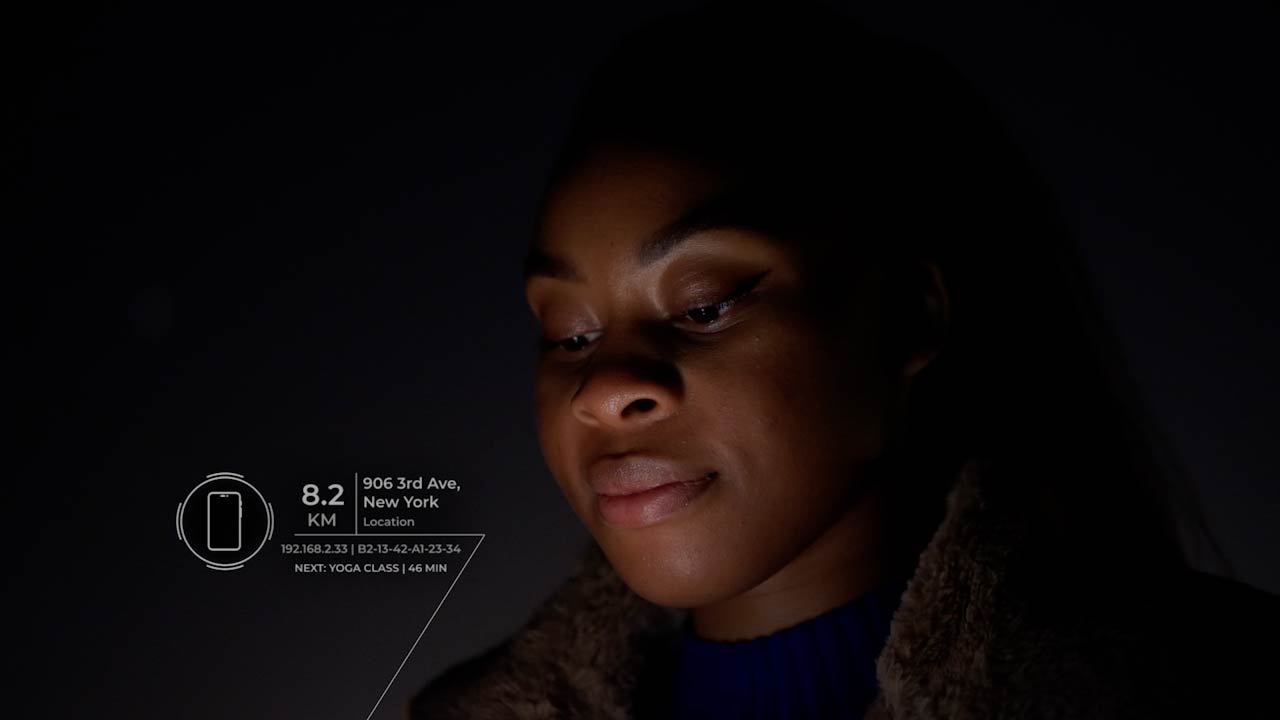 8.2
KM
906 3rd Ave,
New York
Location
192.168.2.33 | B2-13-42-A1-23-34
NEXT: YOGA CLASS | 46 MIN